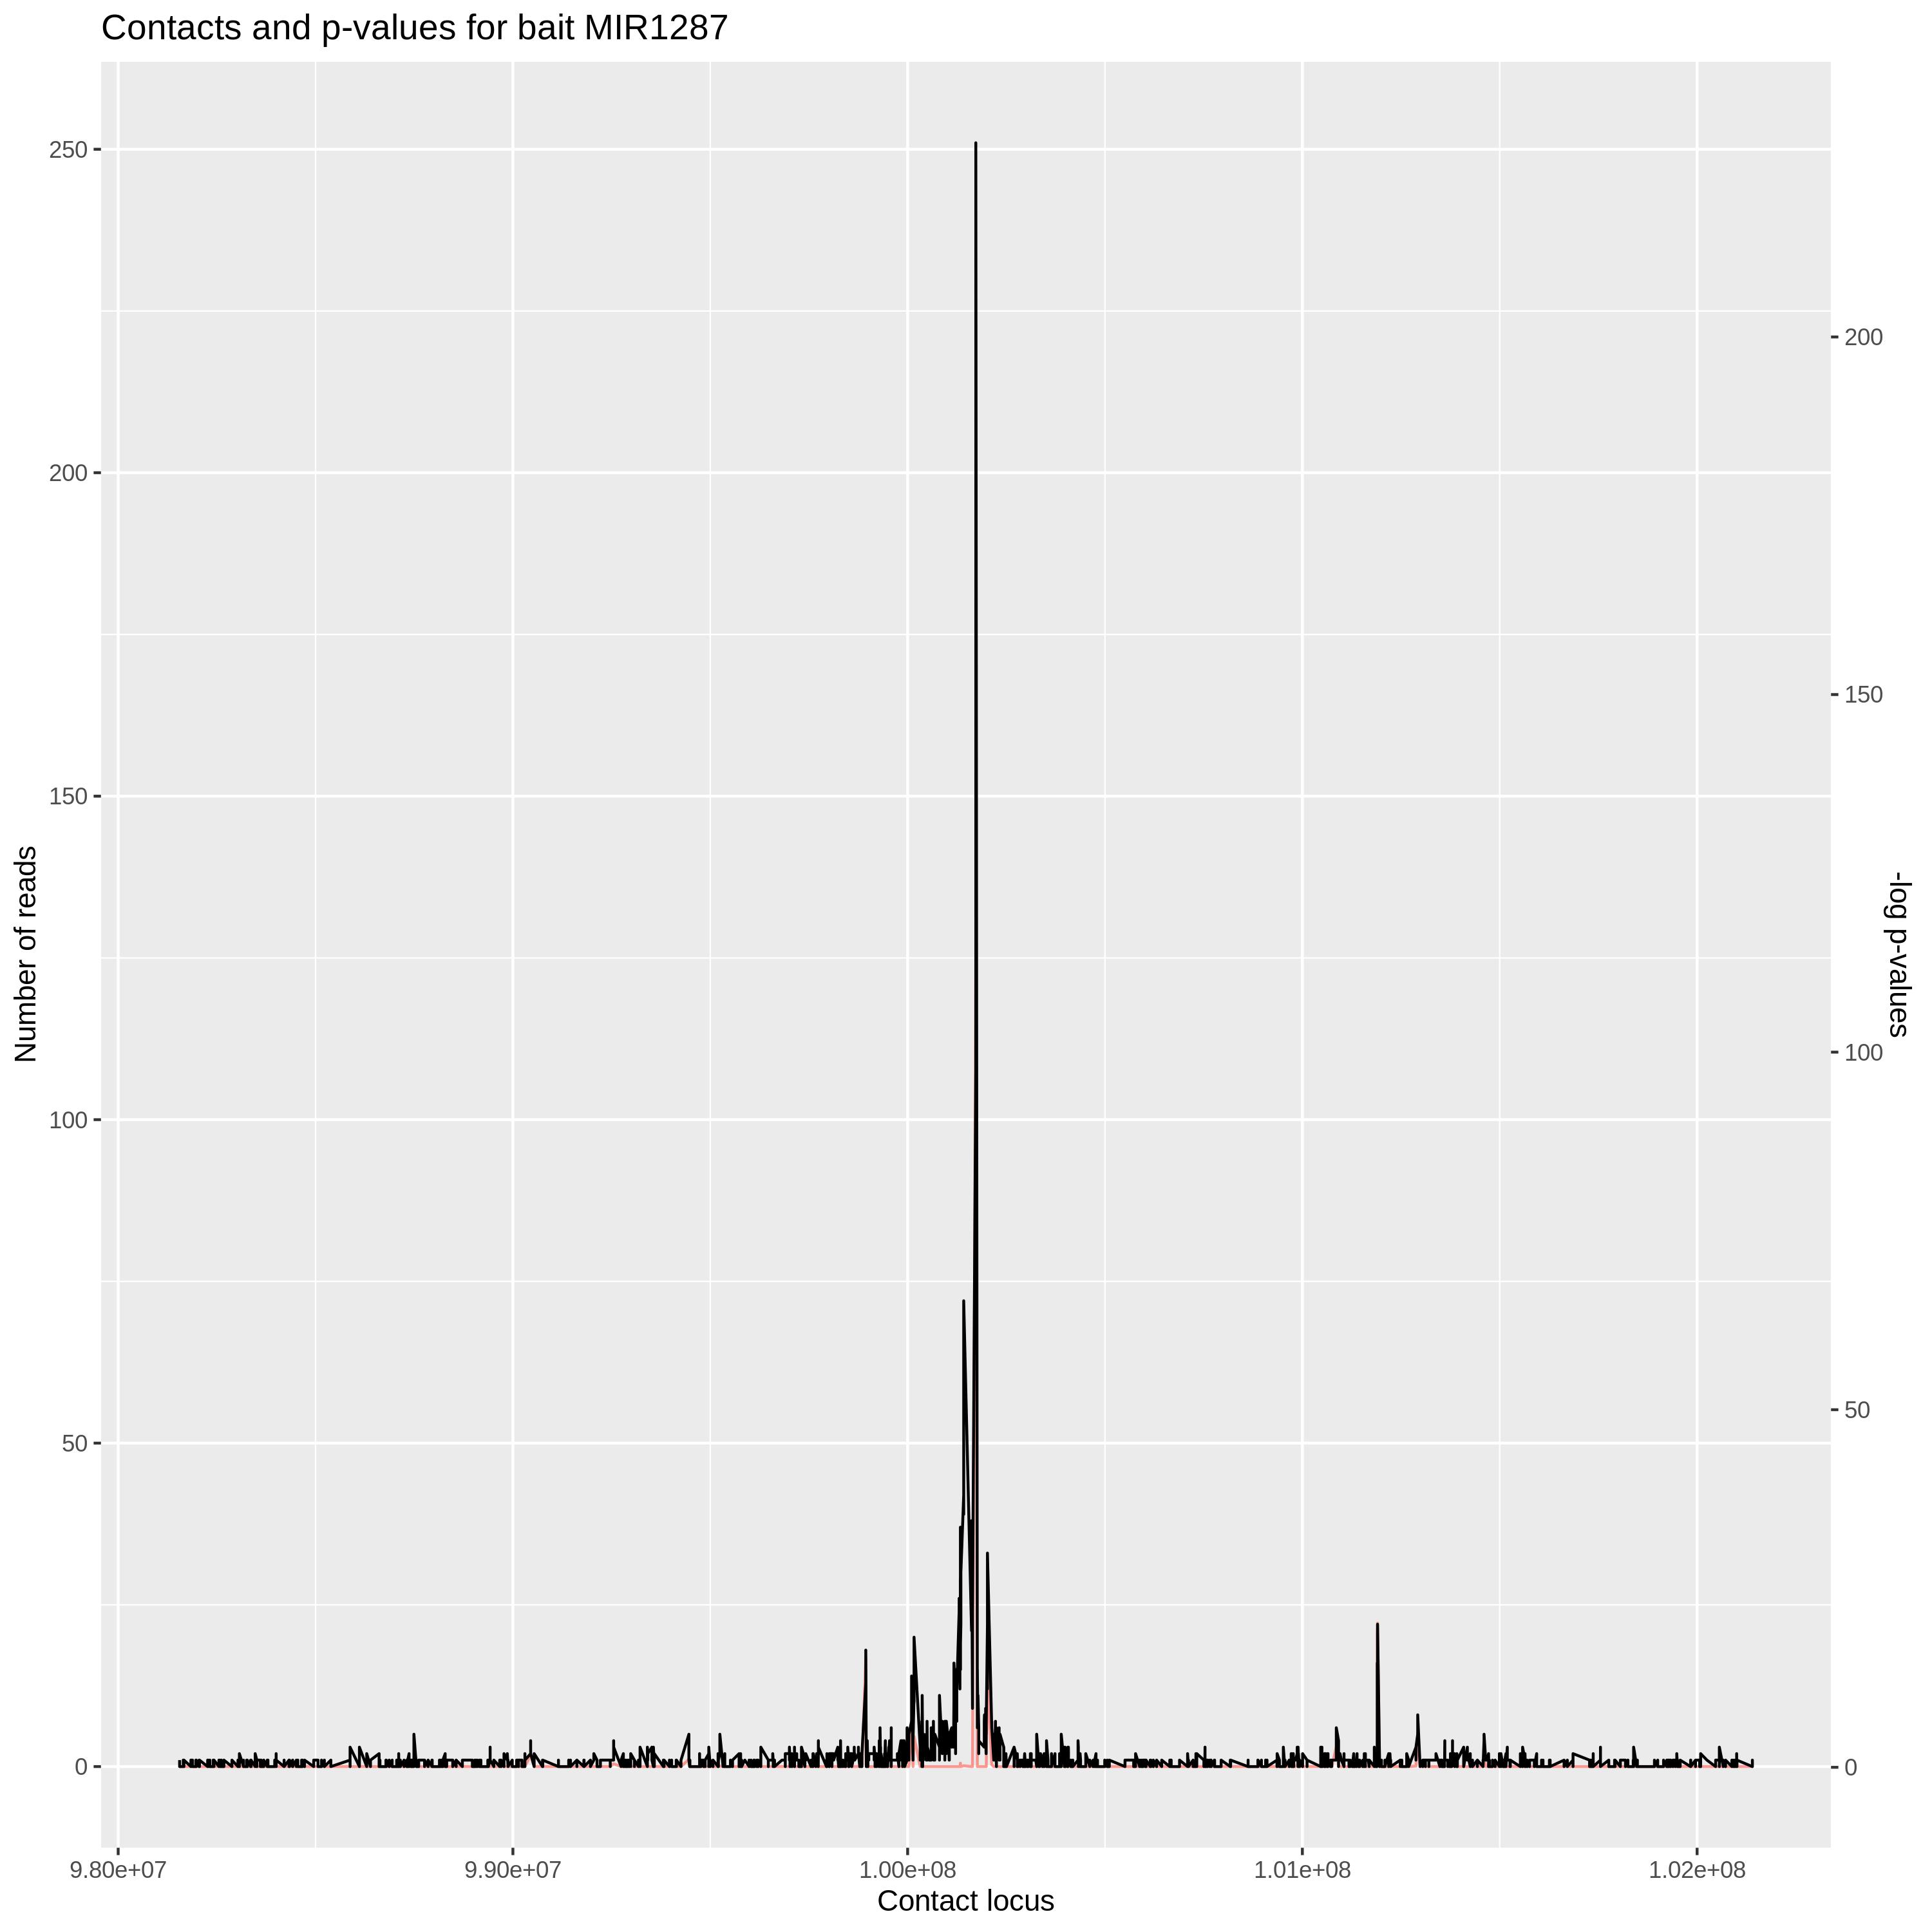 Contacts and p-values for bait MIR1287
250
200
150
100
50
0
200
150
100
50
0
Number of reads
-log p-values
9.80e+07 9.90e+07 1.00e+08 1.01e+08 1.02e+08
Contact locus